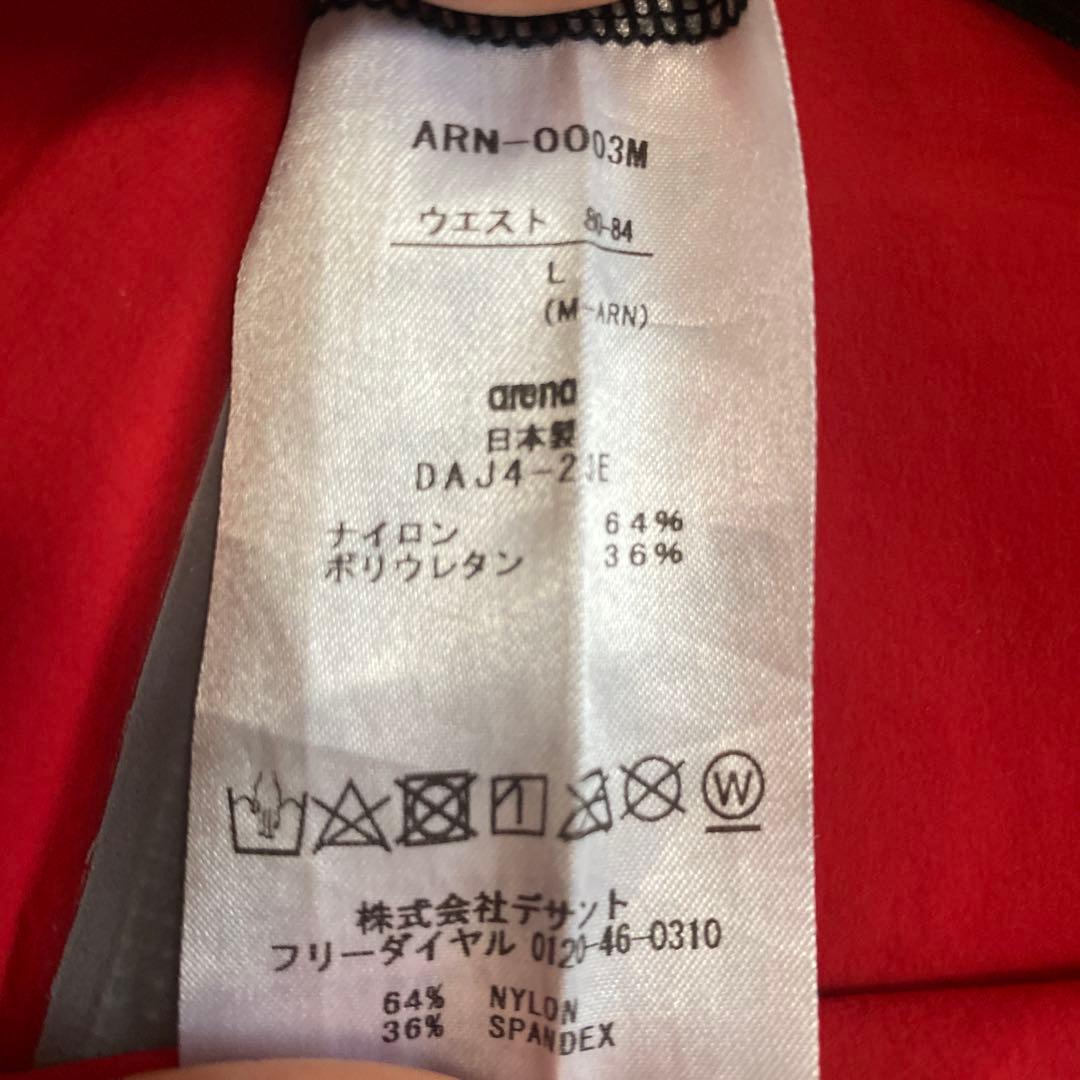 ARN-0003M
ウエスト 80-84
L
(M-ARN)
arena
日本製
ナイロン 64%
ポリウレタン 36%
W
株式会社デサント
フリーダイヤル 0120-46-0310
64% NYLON
36% SPANDEX